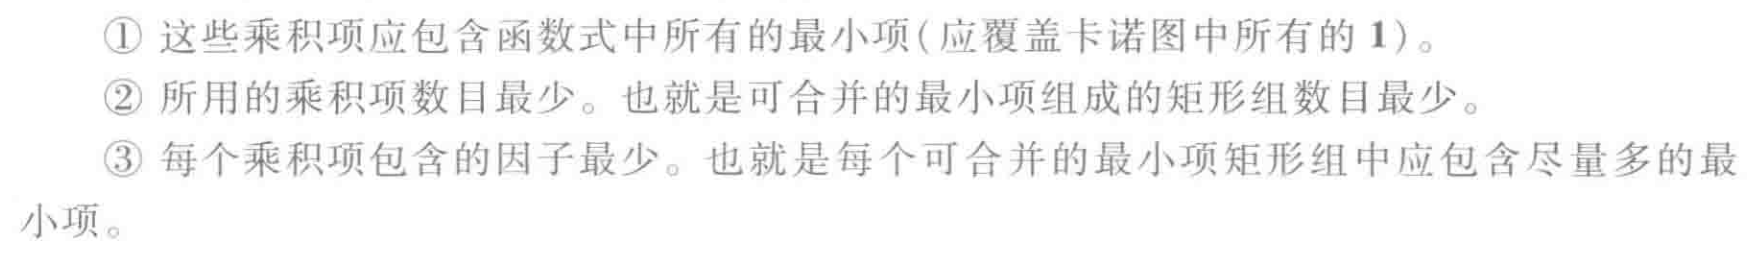 ① 这些乘积项应包含函数式中所有的最小项(应覆盖卡诺图中所有的 1)。
② 所用的乘积项数目最少。也就是可合并的最小项组成的矩形组数目最少。
③ 每个乘积项包含的因子最少。也就是每个可合并的最小项矩形组中应包含尽量多的最
小项。